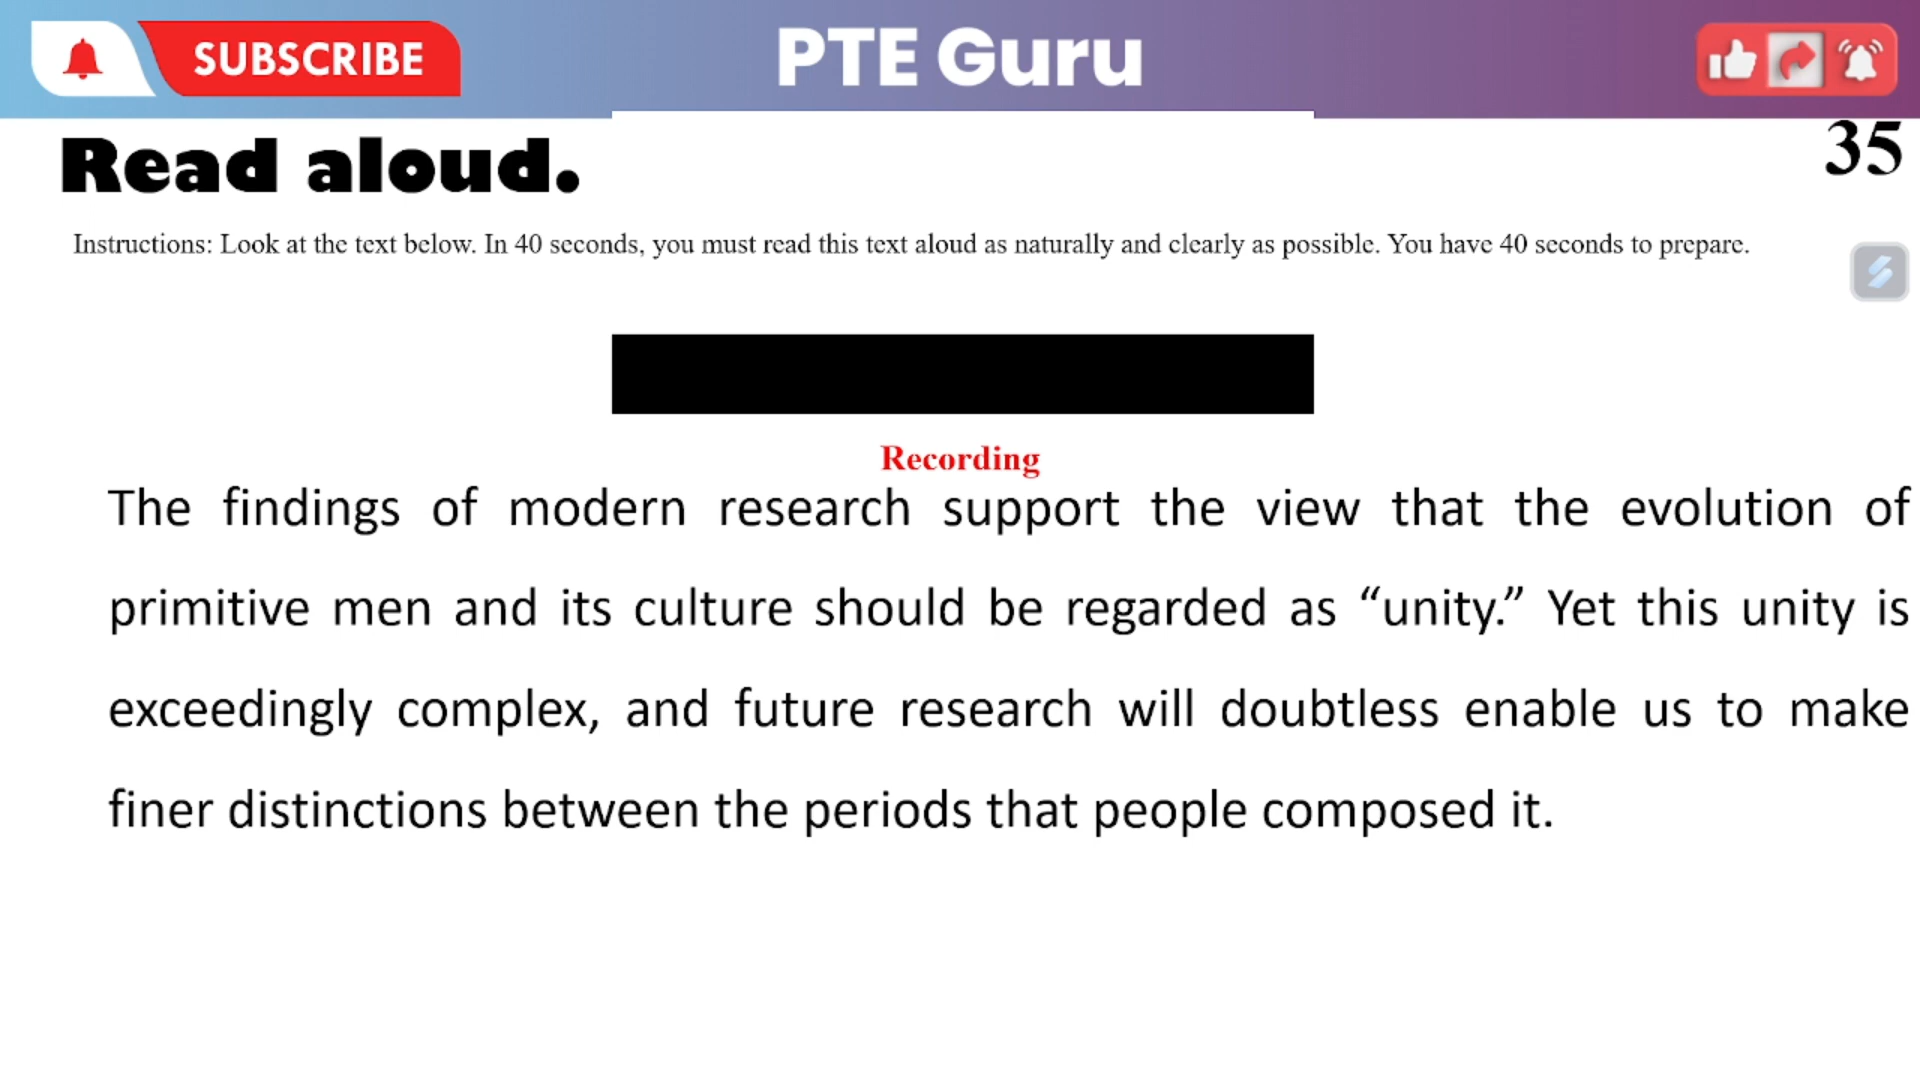 SUBSCRIBE
PTE Guru
Read aloud.
35
Instructions: Look at the text below. In 40 seconds, you must read this text aloud as naturally and clearly as possible. You have 40 seconds to prepare.
Recording
The findings of modern research support the view that the evolution of
primitive men and its culture should be regarded as “unity.” Yet this unity is
exceedingly complex, and future research will doubtless enable us to make
finer distinctions between the periods that people composed it.